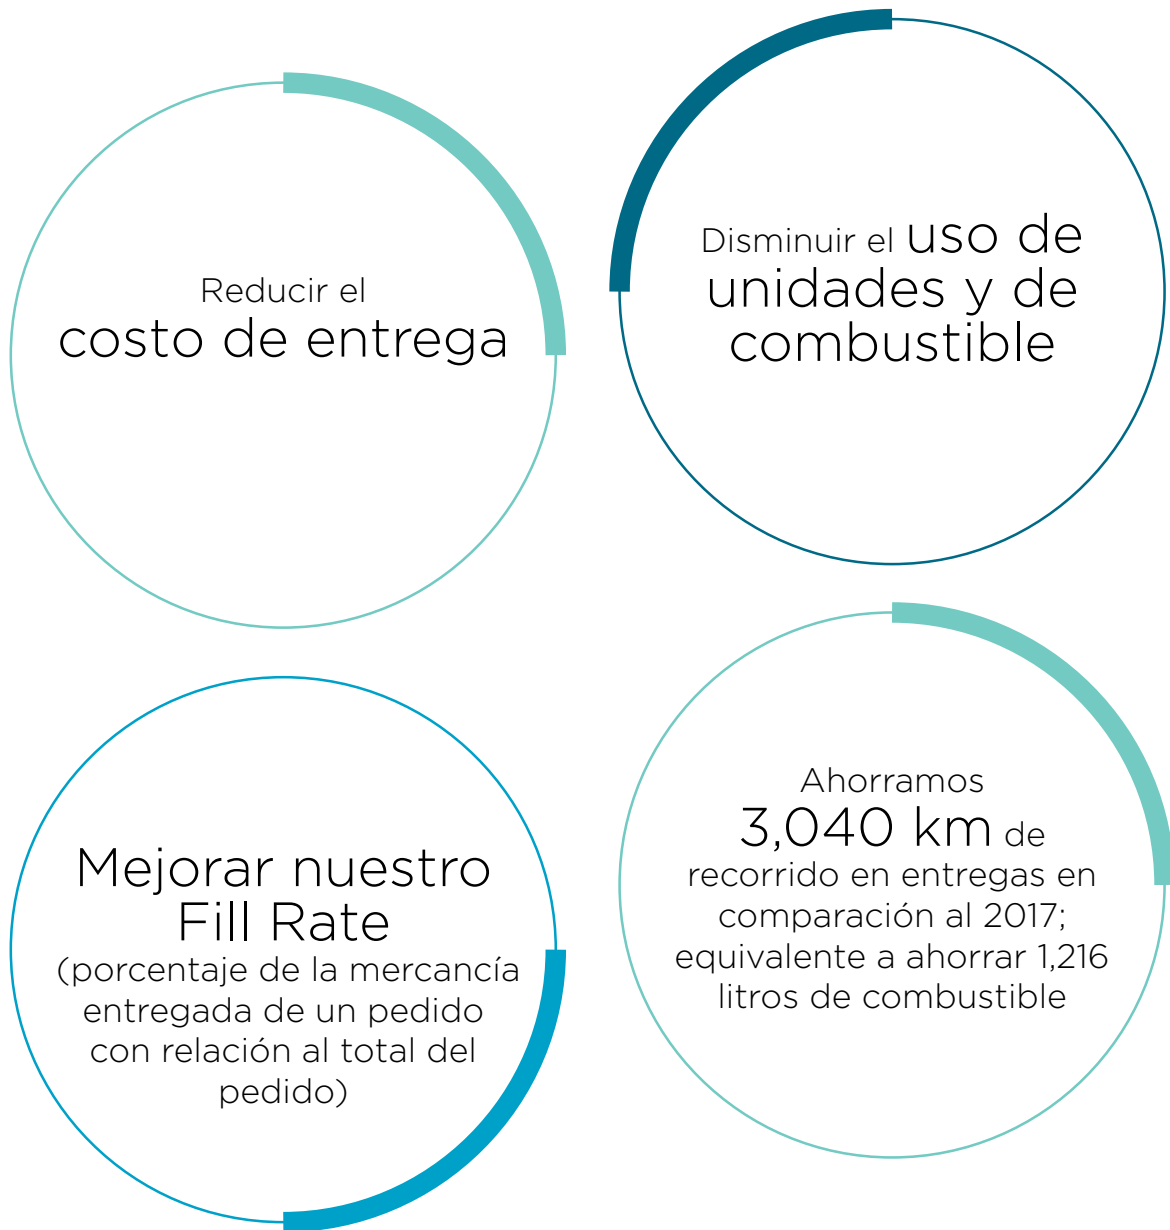 Reducir el
costo de entrega
Disminuir el uso de
unidades y de
combustible
Mejorar nuestro
Fill Rate
(porcentaje de la mercancía
entregada de un pedido
con relación al total del
pedido)
Ahorramos
3,040 km de
recorrido en entregas en
comparación al 2017;
equivalente a ahorrar 1,216
litros de combustible